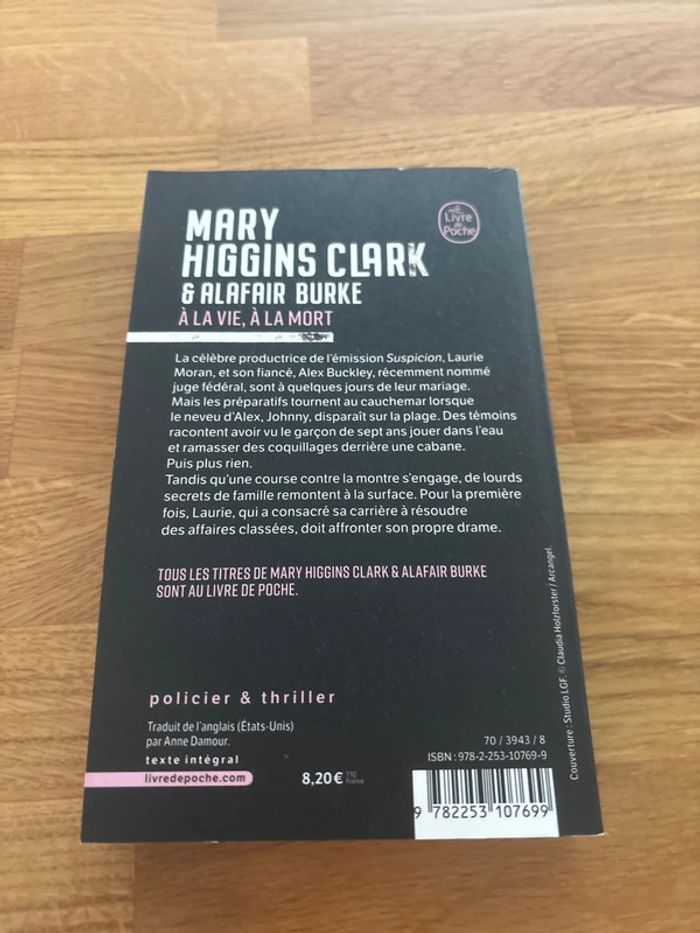 MARY
HIGGINS CLARK
& ALAFAIR BURKE
À LA VIE, À LA MORT
Le
Livre
de
Poche
La célèbre productrice de l'émission Suspicion, Laurie
Moran, et son fiancé, Alex Buckley, récemment nommé
juge fédéral, sont à quelques jours de leur mariage.
Mais les préparatifs tournent au cauchemar lorsque
le neveu d'Alex, Johnny, disparaît sur la plage. Des témoins
racontent avoir vu le garçon de sept ans jouer dans l'eau
et ramasser des coquillages derrière une cabane.
Puis plus rien.
Tandis qu'une course contre la montre s'engage, de lourds
secrets de famille remontent à la surface. Pour la première
fois, Laurie, qui a consacré sa carrière à résoudre
des affaires classées, doit affronter son propre drame.
TOUS LES TITRES DE MARY HIGGINS CLARK & ALAFAIR BURKE
SONT AU LIVRE DE POCHE.
policier & thriller
Traduit de l'anglais (États-Unis)
par Anne Damour.
texte intégral
livredepoche.com
8,20 € TTC
France
70 / 3943 / 8
ISBN : 978-2-253-10769-9
9 782253 107699
Couverture : Studio LGF. © Claudia Holzforster / Arcangel.